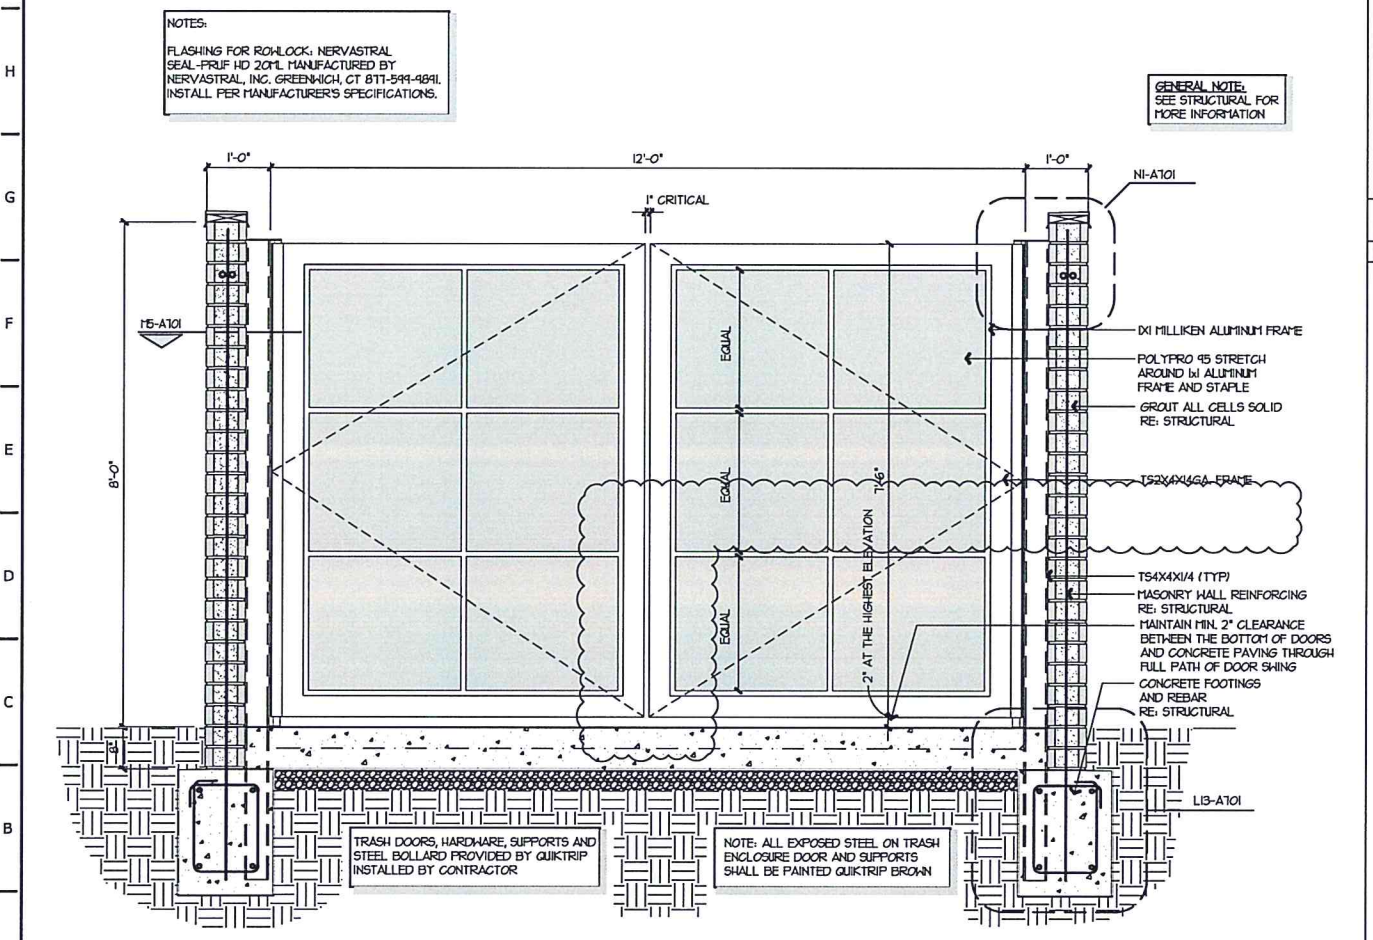 H
G
F
E
D
C
B
NOTES:
FLASHING FOR ROWLOCK: NERVASTRAL
SEAL-PRUF HD 20ML MANUFACTURED BY
NERVASTRAL, INC. GREENWICH, CT 877-599-9891.
INSTALL PER MANUFACTURER'S SPECIFICATIONS.
GENERAL NOTE:
SEE STRUCTURAL FOR
MORE INFORMATION
1'-0"
12'-0"
1'-0"
N1-A701
1" CRITICAL
M5-A701
EQUAL
EQUAL
EQUAL
8'-0"
8"
7'-6"
2" AT THE HIGHEST ELEVATION
1X1 MILLIKEN ALUMINUM FRAME
POLYPRO 95 STRETCH
AROUND 1x1 ALUMINUM
FRAME AND STAPLE
GROUT ALL CELLS SOLID
RE: STRUCTURAL
TS2X4X14GA. FRAME
TS4X4X1/4 (TYP)
MASONRY WALL REINFORCING
RE: STRUCTURAL
MAINTAIN MIN. 2" CLEARANCE
BETWEEN THE BOTTOM OF DOORS
AND CONCRETE PAVING THROUGH
FULL PATH OF DOOR SWING
CONCRETE FOOTINGS
AND REBAR
RE: STRUCTURAL
L13-A701
TRASH DOORS, HARDWARE, SUPPORTS AND
STEEL BOLLARD PROVIDED BY QUIKTRIP
INSTALLED BY CONTRACTOR
NOTE: ALL EXPOSED STEEL ON TRASH
ENCLOSURE DOOR AND SUPPORTS
SHALL BE PAINTED QUIKTRIP BROWN